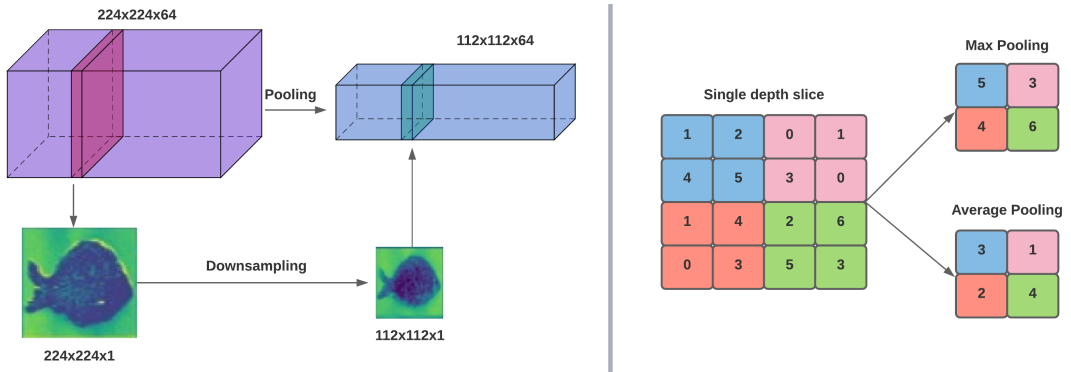 224x224x64
112x112x64
Pooling
Downsampling
224x224x1
112x112x1
Single depth slice
1 2 0 1
4 5 3 0
1 4 2 6
0 3 5 3
Max Pooling
5 3
4 6
Average Pooling
3 1
2 4